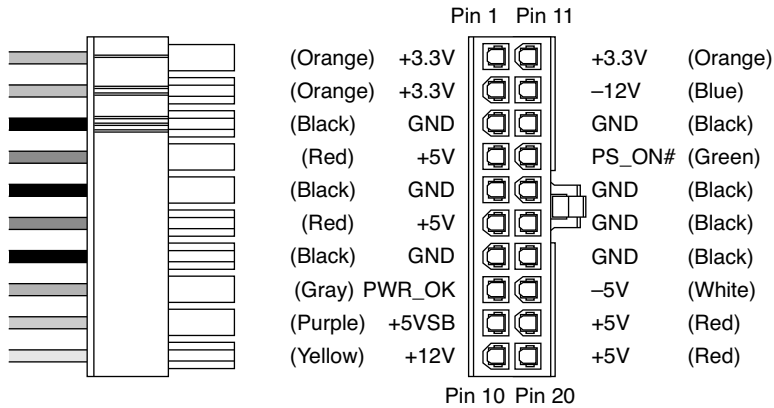 Pin 1 Pin 11
(Orange) +3.3V +3.3V (Orange)
(Orange) +3.3V –12V (Blue)
(Black) GND GND (Black)
(Red) +5V PS_ON# (Green)
(Black) GND GND (Black)
(Red) +5V GND (Black)
(Black) GND GND (Black)
(Gray) PWR_OK –5V (White)
(Purple) +5VSB +5V (Red)
(Yellow) +12V +5V (Red)
Pin 10 Pin 20